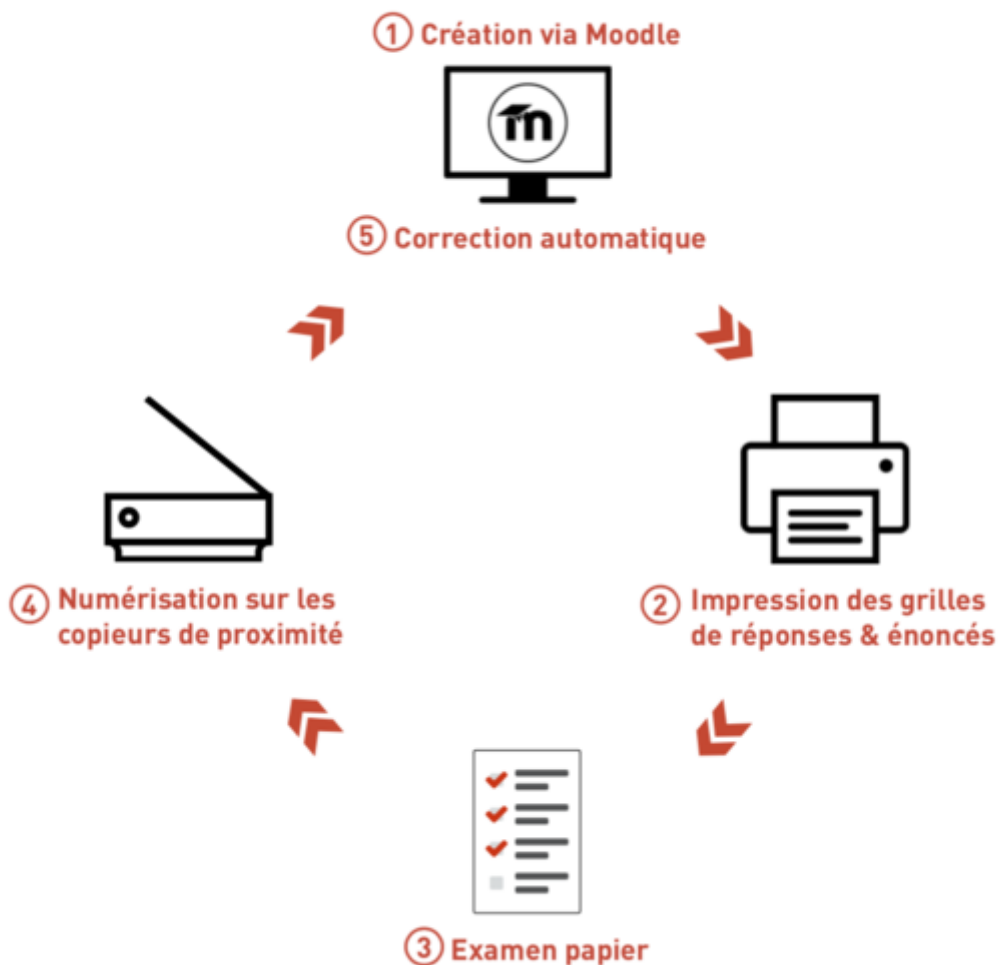 ① Création via Moodle
m
⑤ Correction automatique
④ Numérisation sur les
copieurs de proximité
② Impression des grilles
de réponses & énoncés
③ Examen papier